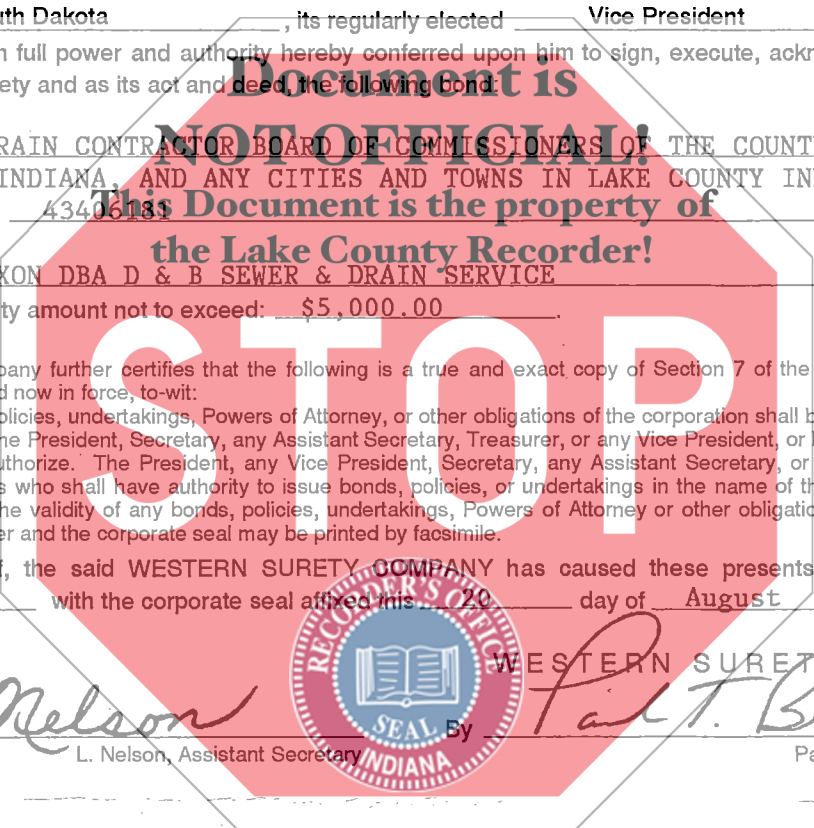 uth Dakota , its regularly elected Vice President
n full power and authority hereby conferred upon him to sign, execute, ackn
ety and as its act and deed, the following bond:
Document is
NOT OFFICIAL!
RAIN CONTRACTOR BOARD OF COMMISSIONERS OF THE COUNT
INDIANA, AND ANY CITIES AND TOWNS IN LAKE COUNTY IN
43406181
This Document is the property of
the Lake County Recorder!
XON DBA D & B SEWER & DRAIN SERVICE
ty amount not to exceed: $5,000.00 .
STOP
pany further certifies that the following is a true and exact copy of Section 7 of the
d now in force, to-wit:
olicies, undertakings, Powers of Attorney, or other obligations of the corporation shall b
he President, Secretary, any Assistant Secretary, Treasurer, or any Vice President, or
uthorize. The President, any Vice President, Secretary, any Assistant Secretary, or
s who shall have authority to issue bonds, policies, or undertakings in the name of th
he validity of any bonds, policies, undertakings, Powers of Attorney or other obligatio
er and the corporate seal may be printed by facsimile.
f, the said WESTERN SURETY COMPANY has caused these presents
with the corporate seal affixed this 20 day of August
RECORDER'S OFFICE
SEAL
INDIANA
WESTERN SURET
Nelson
By Paul T. B
L. Nelson, Assistant Secretary
Pa